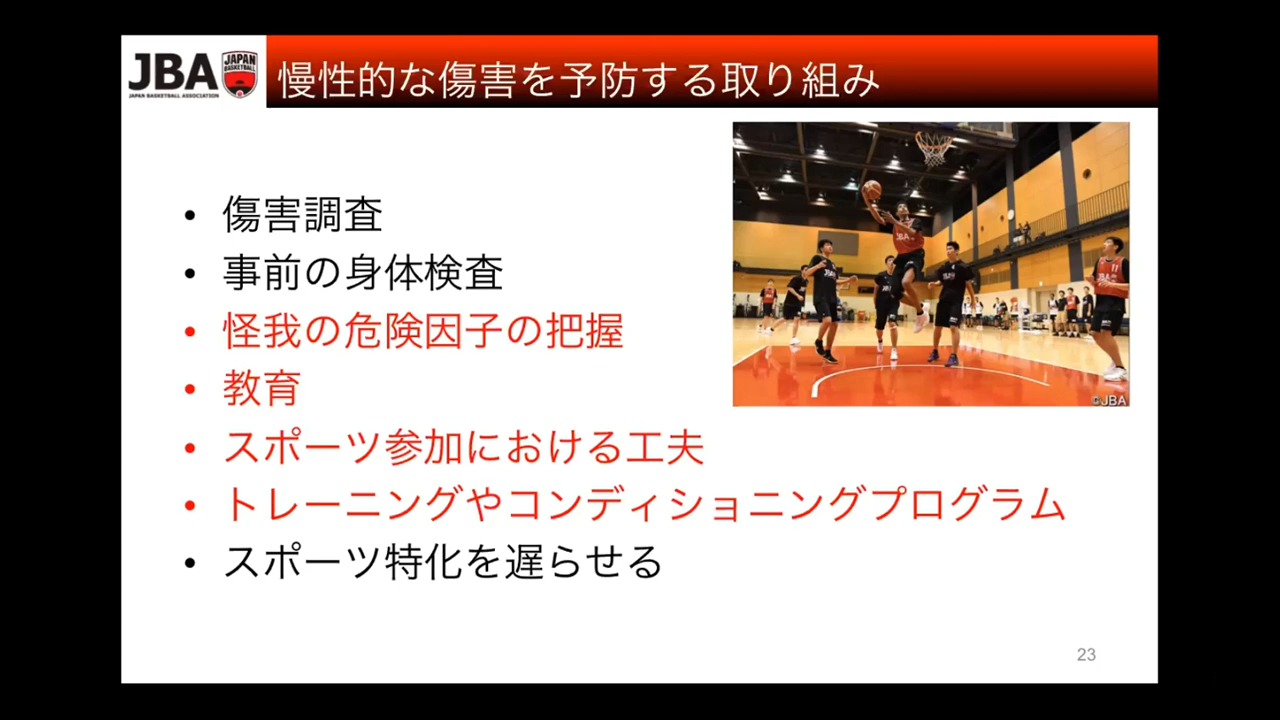 JBA
JAPAN BASKETBALL ASSOCIATION
JAPAN
BASKETBALL
慢性的な傷害を予防する取り組み
• 傷害調査
• 事前の身体検査
• 怪我の危険因子の把握
• 教育
• スポーツ参加における工夫
• トレーニングやコンディショニングプログラム
• スポーツ特化を遅らせる
JBA
11
©JBA
23